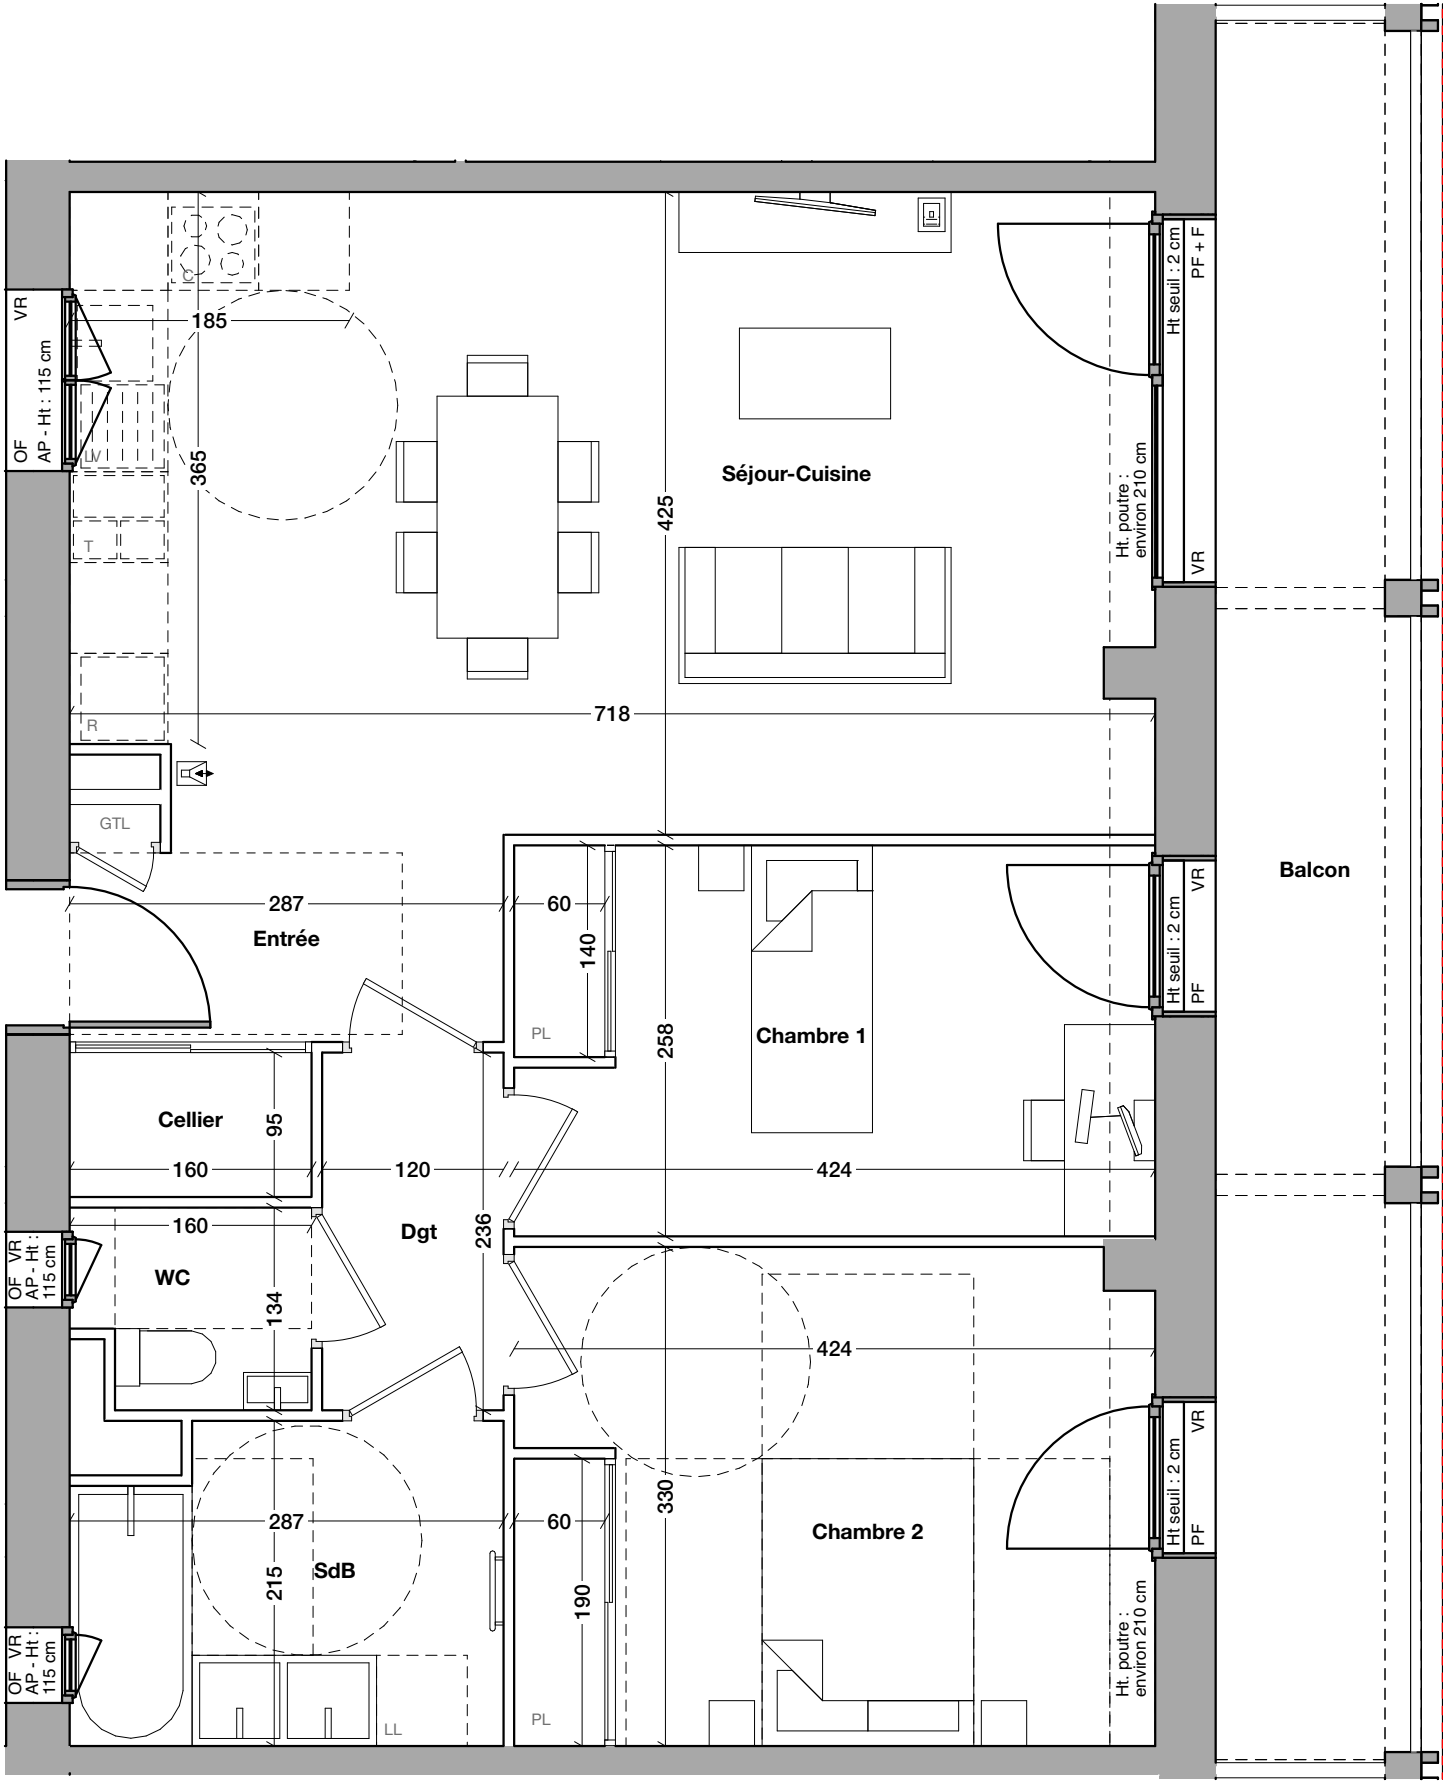 C
185
VR
OF
AP - Ht : 115 cm
LV
365
T
R
GTL
Séjour-Cuisine
425
718
Ht seuil : 2 cm
PF + F
VR
Ht. poutre :
environ 210 cm
Balcon
287
Entrée
60
140
PL
258
Chambre 1
424
Ht seuil : 2 cm
PF
VR
Cellier
95
160
120
Dgt
236
160
WC
134
OF VR
AP - Ht :
115 cm
424
330
Chambre 2
Ht seuil : 2 cm
PF
VR
Ht. poutre :
environ 210 cm
287
60
SdB
215
190
PL
LL
OF VR
AP - Ht :
115 cm